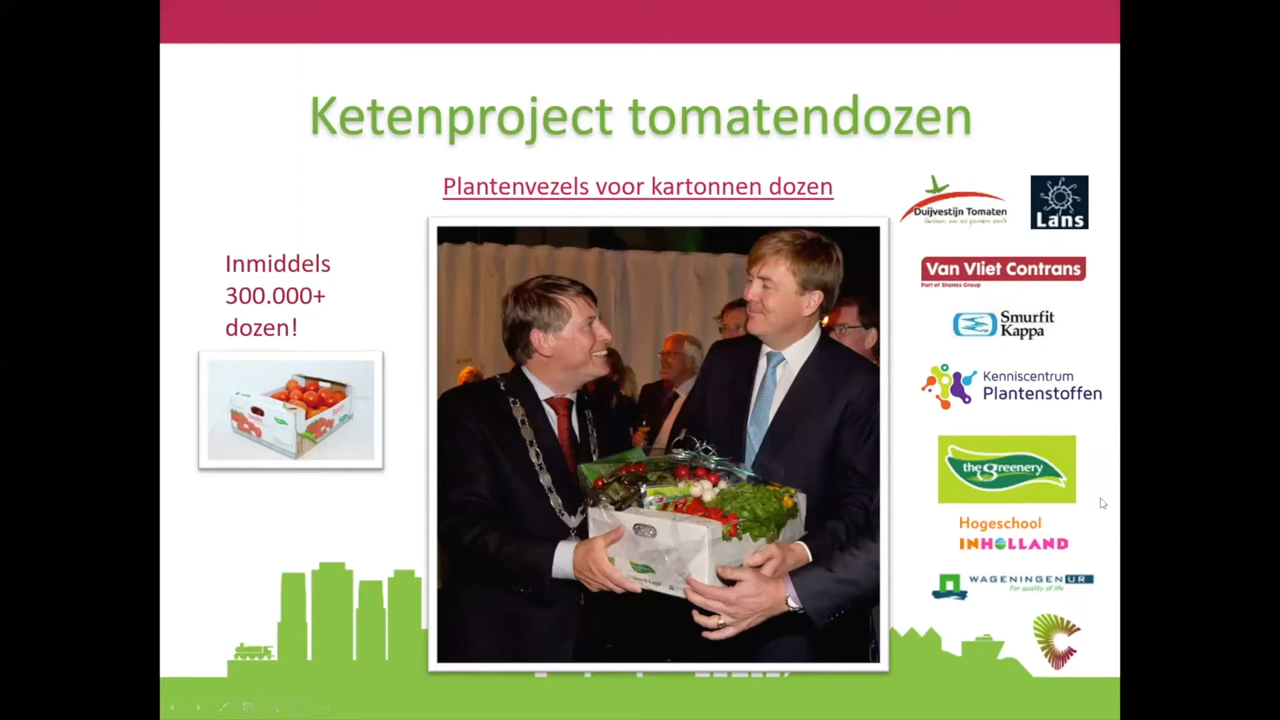 Ketenproject tomatendozen
Plantenvezels voor kartonnen dozen
Inmiddels
300.000+
dozen!
Duijvestijn Tomaten
Lans
Van Vliet Contrans
Part of Shanks Group
Smurfit
Kappa
Kenniscentrum
Plantenstoffen
the Greenery
Hogeschool
INHOLLAND
WAGENINGEN UR
For quality of life